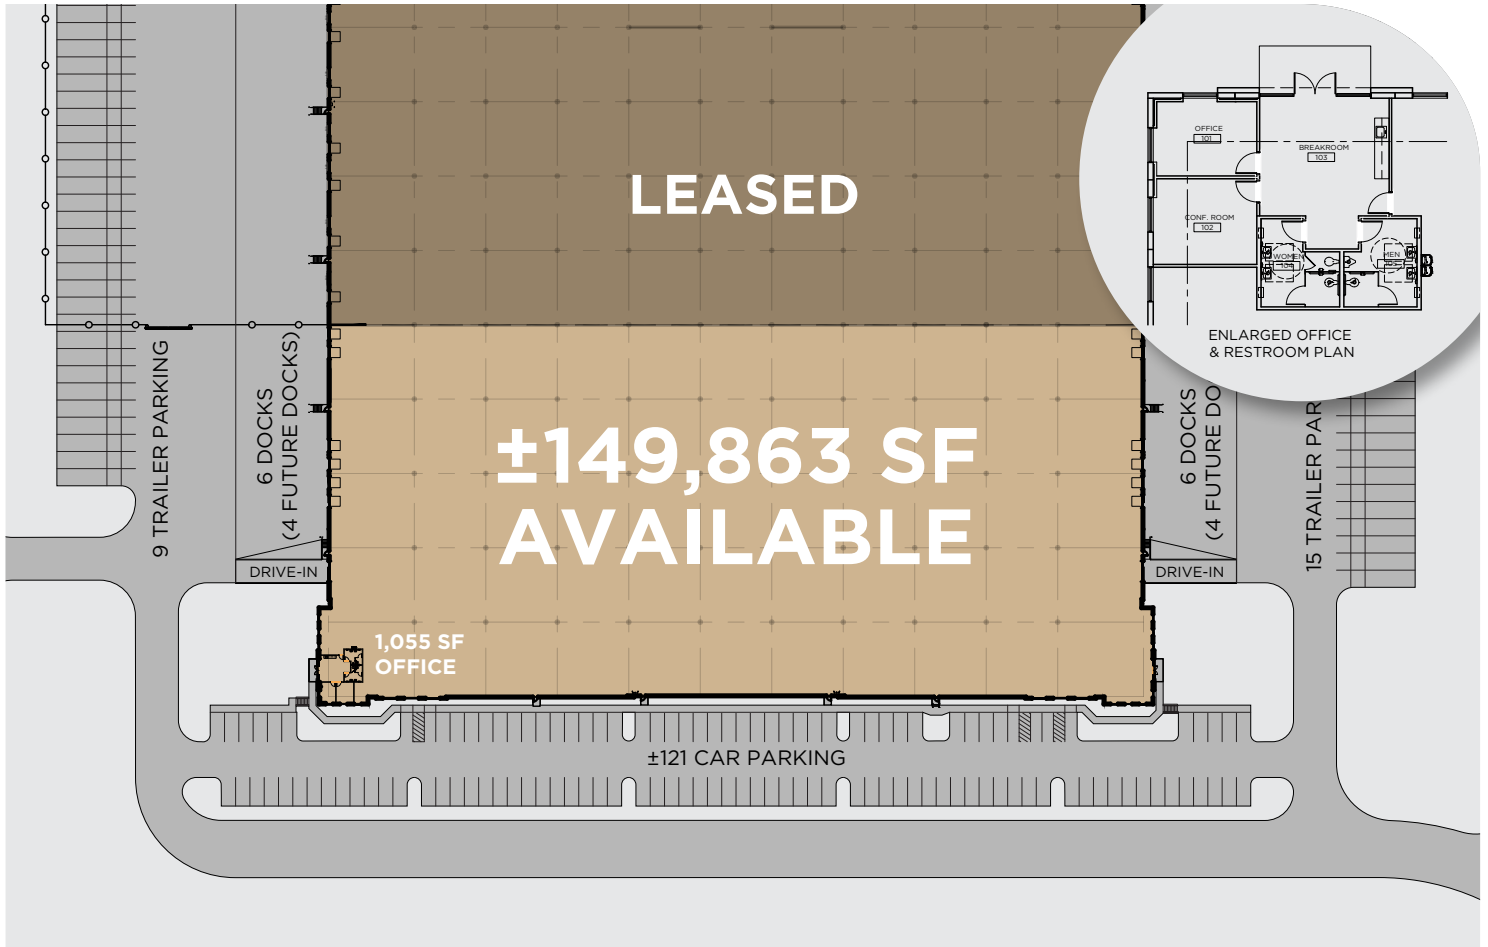 LEASED
OFFICE
101
BREAKROOM
103
CONF. ROOM
102
WOMEN
104
MEN
105
ENLARGED OFFICE
& RESTROOM PLAN
9 TRAILER PARKING
6 DOCKS
(4 FUTURE DOCKS)
±149,863 SF
AVAILABLE
6 DOCKS
(4 FUTURE DO
15 TRAILER PAR
DRIVE-IN
DRIVE-IN
1,055 SF
OFFICE
±121 CAR PARKING